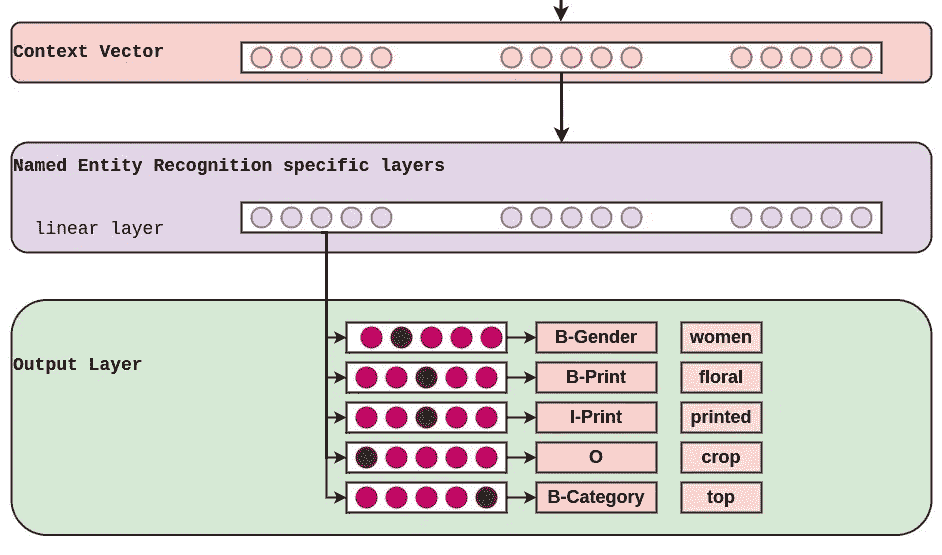 Context Vector
Named Entity Recognition specific layers
linear layer
Output Layer
B-Gender women
B-Print floral
I-Print printed
O crop
B-Category top